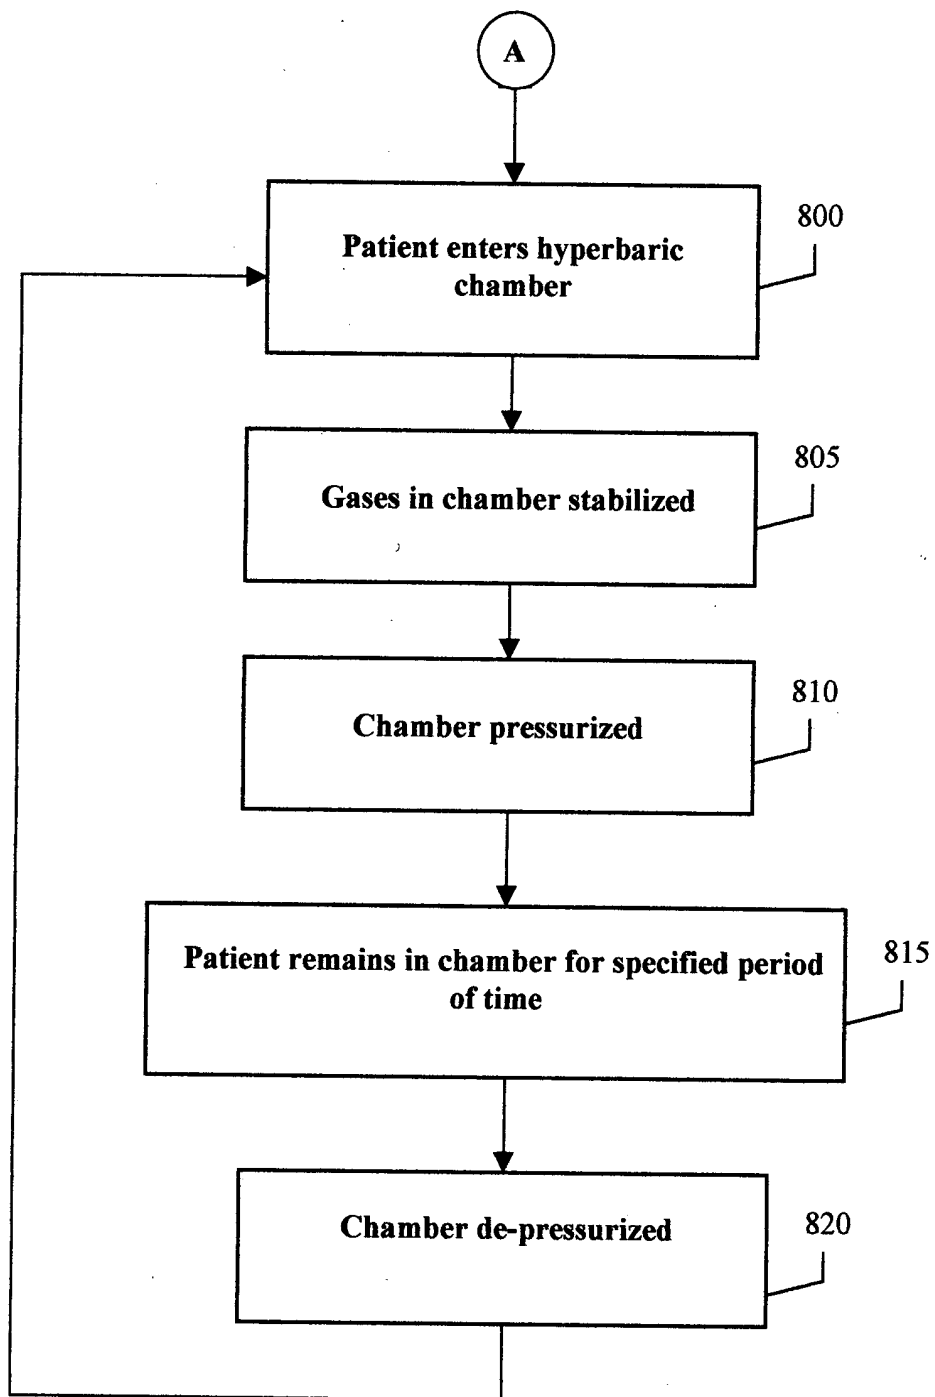 A
800
Patient enters hyperbaric
chamber
805
Gases in chamber stabilized
810
Chamber pressurized
815
Patient remains in chamber for specified period
of time
820
Chamber de-pressurized